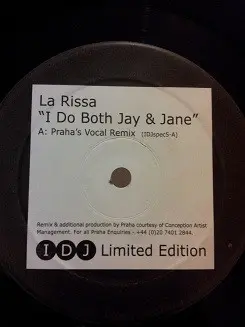 La Rissa
"I Do Both Jay & Jane"
A: Praha's Vocal Remix [IDJspec5-A]
Remix & additional production by Praha courtesy of Conception Artist
Management. For all Praha Enquiries - +44 (0)20 7401 2844.
IDJ Limited Edition